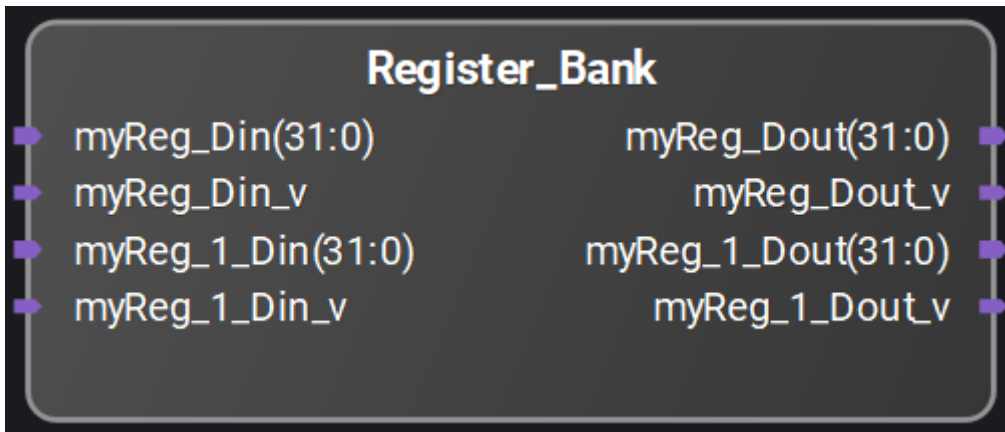 Register_Bank
myReg_Din(31:0)
myReg_Dout(31:0)
myReg_Din_v
myReg_Dout_v
myReg_1_Din(31:0)
myReg_1_Dout(31:0)
myReg_1_Din_v
myReg_1_Dout_v